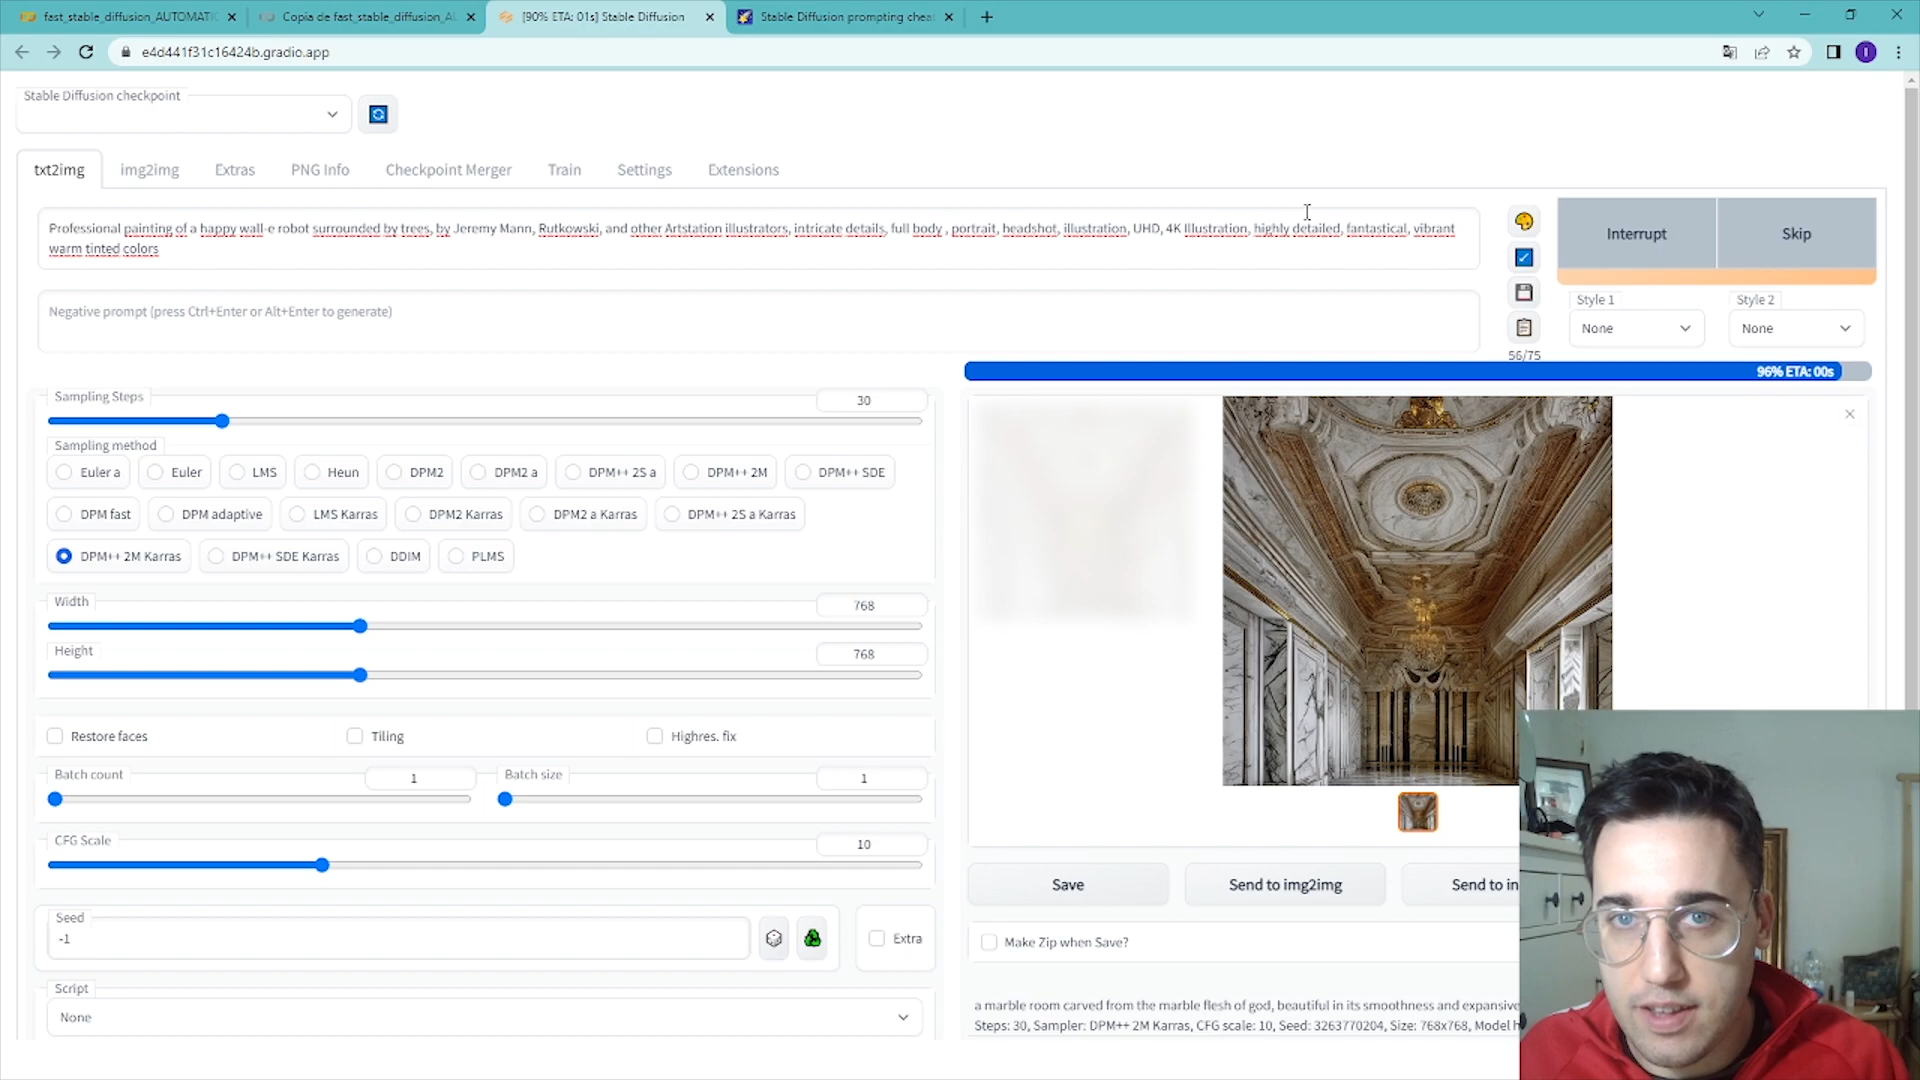 fast_stable_diffusion_AUTOMATIC
Copia de fast_stable_diffusion_AU
[90% ETA: 01s] Stable Diffusion
Stable Diffusion prompting chea
e4d441f31c16424b.gradio.app
I
Stable Diffusion checkpoint
txt2img
img2img
Extras
PNG Info
Checkpoint Merger
Train
Settings
Extensions
Professional painting of a happy wall-e robot surrounded by trees, by Jeremy Mann, Rutkowski, and other Artstation illustrators, intricate details, full body , portrait, headshot, illustration, UHD, 4K Illustration, highly detailed, fantastical, vibrant
warm tinted colors
Interrupt
Skip
Negative prompt (press Ctrl+Enter or Alt+Enter to generate)
Style 1
Style 2
None
None
56/75
96% ETA: 00s
Sampling Steps
30
Sampling method
Euler a
Euler
LMS
Heun
DPM2
DPM2 a
DPM++ 2S a
DPM++ 2M
DPM++ SDE
DPM fast
DPM adaptive
LMS Karras
DPM2 Karras
DPM2 a Karras
DPM++ 2S a Karras
DPM++ 2M Karras
DPM++ SDE Karras
DDIM
PLMS
Width
768
Height
768
Restore faces
Tiling
Highres. fix
Batch count
1
Batch size
1
CFG Scale
10
Seed
-1
Extra
Script
None
Save
Send to img2img
Send to in
Make Zip when Save?
a marble room carved from the marble flesh of god, beautiful in its smoothness and expansive
Steps: 30, Sampler: DPM++ 2M Karras, CFG scale: 10, Seed: 3263770204, Size: 768x768, Model h